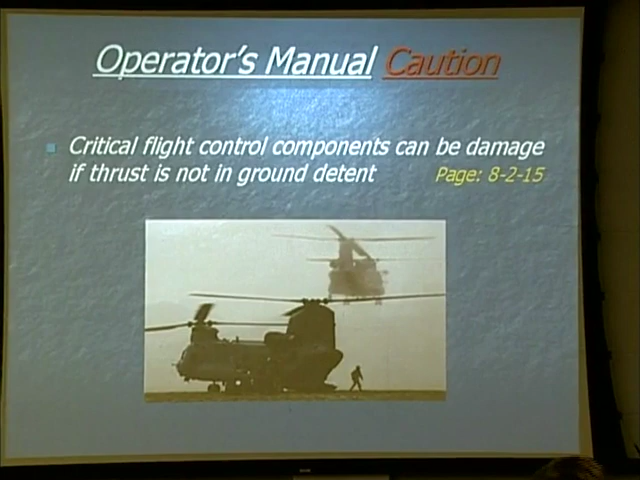 Operator's Manual Caution
Critical flight control components can be damage
if thrust is not in ground detent Page: 8-2-15